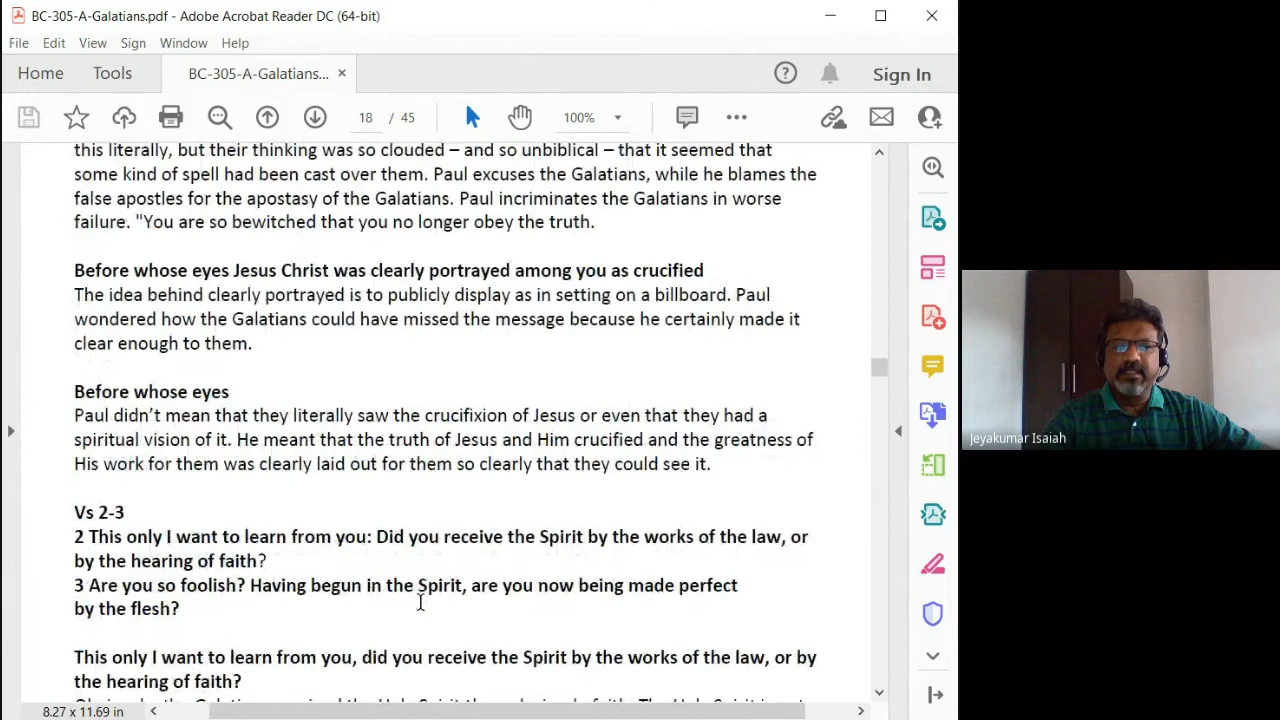 BC-305-A-Galatians.pdf - Adobe Acrobat Reader DC (64-bit)
File Edit View Sign Window Help
Home Tools BC-305-A-Galatians... × Sign In
18 / 45 100%
this literally, but their thinking was so clouded – and so unbiblical – that it seemed that
some kind of spell had been cast over them. Paul excuses the Galatians, while he blames the
false apostles for the apostasy of the Galatians. Paul incriminates the Galatians in worse
failure. "You are so bewitched that you no longer obey the truth.
Before whose eyes Jesus Christ was clearly portrayed among you as crucified
The idea behind clearly portrayed is to publicly display as in setting on a billboard. Paul
wondered how the Galatians could have missed the message because he certainly made it
clear enough to them.
Before whose eyes
Paul didn’t mean that they literally saw the crucifixion of Jesus or even that they had a
spiritual vision of it. He meant that the truth of Jesus and Him crucified and the greatness of
His work for them was clearly laid out for them so clearly that they could see it.
Vs 2-3
2 This only I want to learn from you: Did you receive the Spirit by the works of the law, or
by the hearing of faith?
3 Are you so foolish? Having begun in the Spirit, are you now being made perfect
by the flesh?
This only I want to learn from you, did you receive the Spirit by the works of the law, or by
the hearing of faith?
8.27 x 11.69 in
Jeyakumar Isaiah